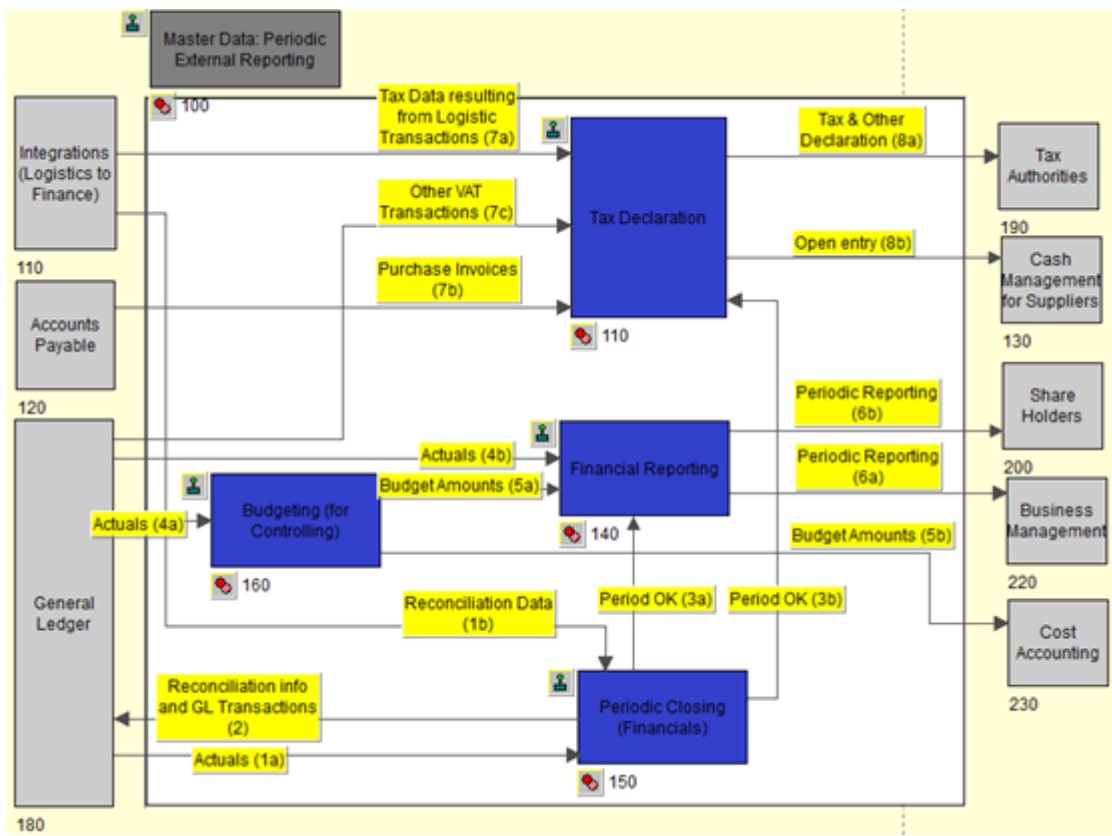 Master Data: Periodic
External Reporting
100
Integrations
(Logistics to
Finance)
110
Tax Data resulting
from Logistic
Transactions (7a)
Tax & Other
Declaration (8a)
Tax
Authorities
190
Tax Declaration
110
Other VAT
Transactions (7c)
Open entry (8b)
Cash
Management
for Suppliers
130
Purchase Invoices
(7b)
Accounts
Payable
120
Periodic Reporting
(6b)
Share
Holders
200
Actuals (4b)
Financial Reporting
140
Periodic Reporting
(6a)
Budget Amounts (5a)
Budgeting (for
Controlling)
160
Actuals (4a)
Business
Management
220
Budget Amounts (5b)
General
Ledger
180
Reconciliation Data
(1b)
Period OK (3a)
Period OK (3b)
Cost
Accounting
230
Reconciliation info
and GL Transactions
(2)
Periodic Closing
(Financials)
150
Actuals (1a)